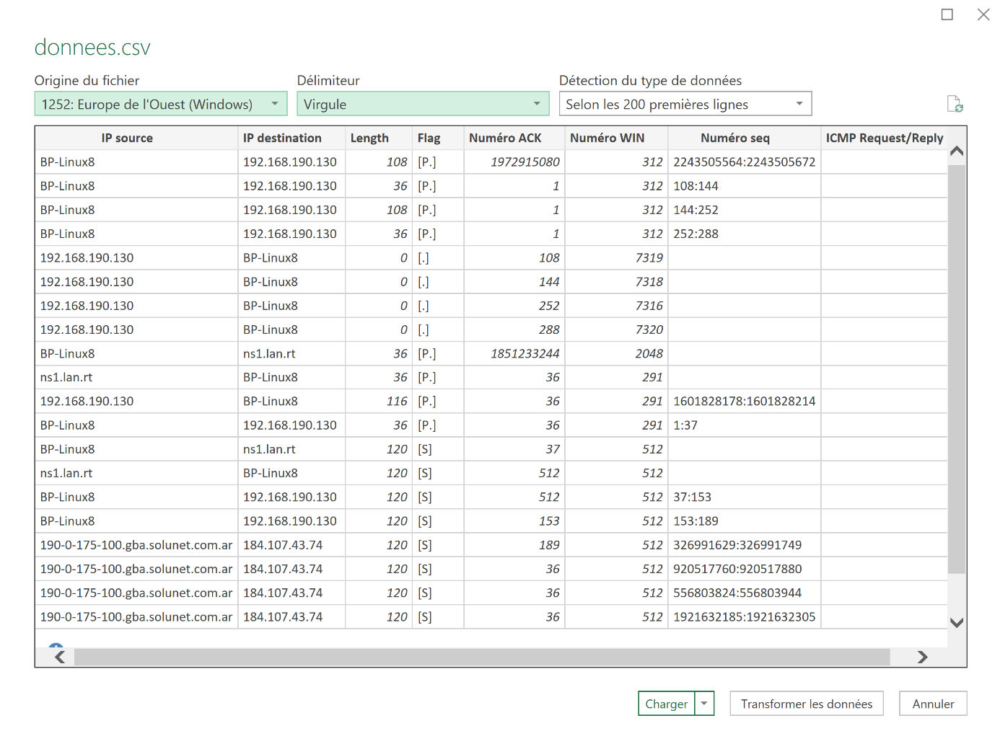 donnees.csv
Origine du fichier Délimiteur Détection du type de données
1252: Europe de l'Ouest (Windows) Virgule Selon les 200 premières lignes
IP source IP destination Length Flag Numéro ACK Numéro WIN Numéro seq ICMP Request/Reply
BP-Linux8 192.168.190.130 108 [P.] 1972915080 312 2243505564:2243505672
BP-Linux8 192.168.190.130 36 [P.] 1 312 108:144
BP-Linux8 192.168.190.130 108 [P.] 1 312 144:252
BP-Linux8 192.168.190.130 36 [P.] 1 312 252:288
192.168.190.130 BP-Linux8 0 [.] 108 7319
192.168.190.130 BP-Linux8 0 [.] 144 7318
192.168.190.130 BP-Linux8 0 [.] 252 7316
192.168.190.130 BP-Linux8 0 [.] 288 7320
BP-Linux8 ns1.lan.rt 36 [P.] 1851233244 2048
ns1.lan.rt BP-Linux8 36 [P.] 36 291
192.168.190.130 BP-Linux8 116 [P.] 36 291 1601828178:1601828214
BP-Linux8 192.168.190.130 36 [P.] 36 291 1:37
BP-Linux8 ns1.lan.rt 120 [S] 37 512
ns1.lan.rt BP-Linux8 120 [S] 512 512
BP-Linux8 192.168.190.130 120 [S] 512 512 37:153
BP-Linux8 192.168.190.130 120 [S] 153 512 153:189
190-0-175-100.gba.solunet.com.ar 184.107.43.74 120 [S] 189 512 326991629:326991749
190-0-175-100.gba.solunet.com.ar 184.107.43.74 120 [S] 36 512 920517760:920517880
190-0-175-100.gba.solunet.com.ar 184.107.43.74 120 [S] 36 512 556803824:556803944
190-0-175-100.gba.solunet.com.ar 184.107.43.74 120 [S] 36 512 1921632185:1921632305
Charger Transformer les données Annuler